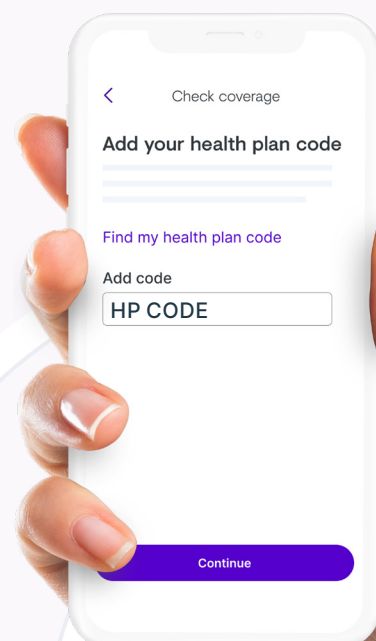 Check coverage
Add your health plan code
Find my health plan code
Add code
HP CODE
Continue